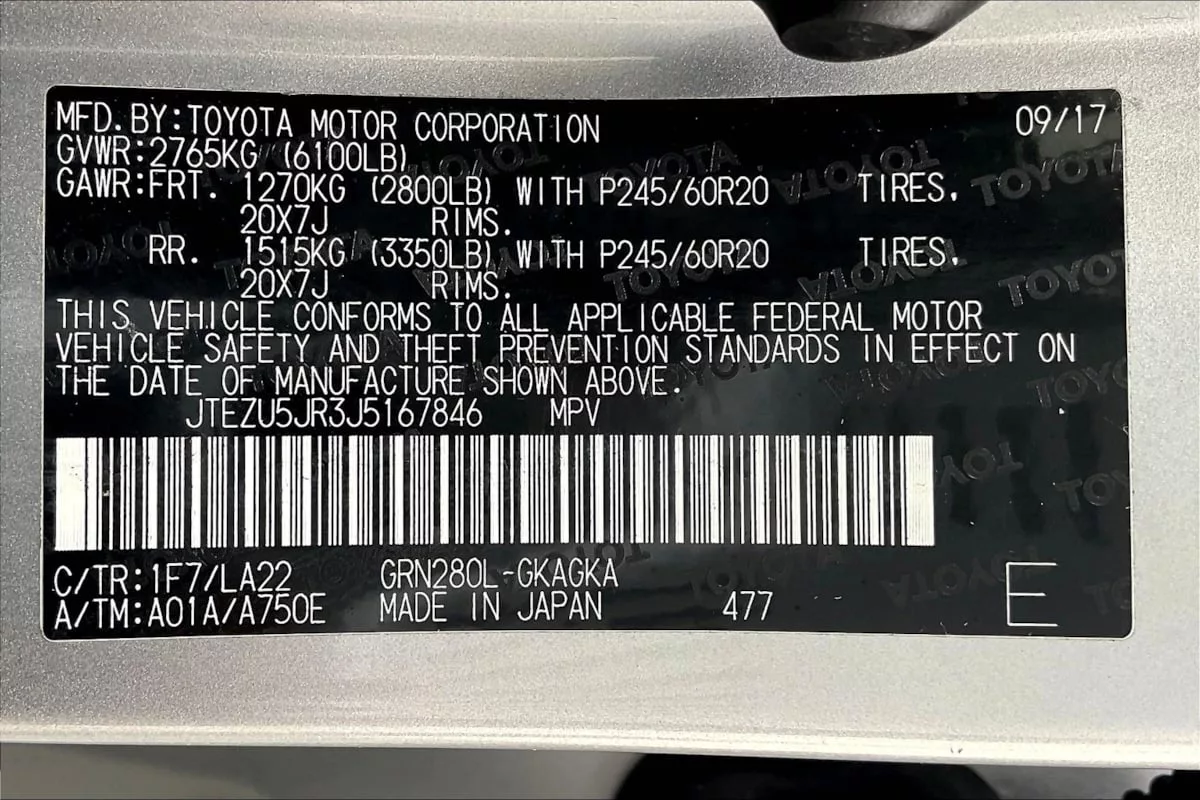 MFD.BY:TOYOTA MOTOR CORPORATION 09/17
GVWR:2765KG (6100LB)
GAWR:FRT. 1270KG (2800LB) WITH P245/60R20 TIRES,
20X7J RIMS.
RR. 1515KG (3350LB) WITH P245/60R20 TIRES,
20X7J RIMS.
THIS VEHICLE CONFORMS TO ALL APPLICABLE FEDERAL MOTOR
VEHICLE SAFETY AND THEFT PREVENTION STANDARDS IN EFFECT ON
THE DATE OF MANUFACTURE SHOWN ABOVE.
JTEZU5JR3J5167846 MPV
C/TR:1F7/LA22 GRN280L-GKAGKA
A/TM:A01A/A750E MADE IN JAPAN 477 E